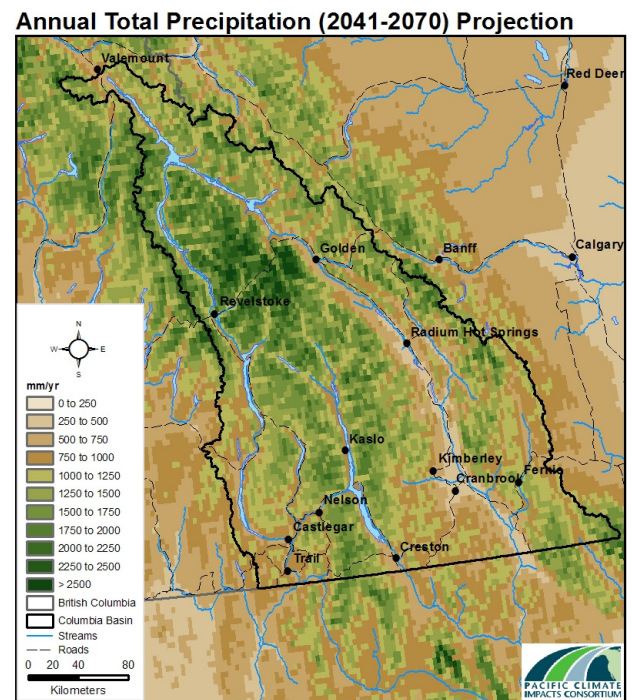 Annual Total Precipitation (2041-2070) Projection
Valemount
Red Deer
Golden
Banff
Calgary
Revelstoke
Radium Hot Springs
Kaslo
Kimberley
Cranbrook
Fernie
Nelson
Castlegar
Creston
Trail
N
W
E
S
mm/yr
0 to 250
250 to 500
500 to 750
750 to 1000
1000 to 1250
1250 to 1500
1500 to 1750
1750 to 2000
2000 to 2250
2250 to 2500
> 2500
British Columbia
Columbia Basin
Streams
Roads
0 20 40 80
Kilometers
PACIFIC CLIMATE
IMPACTS CONSORTIUM